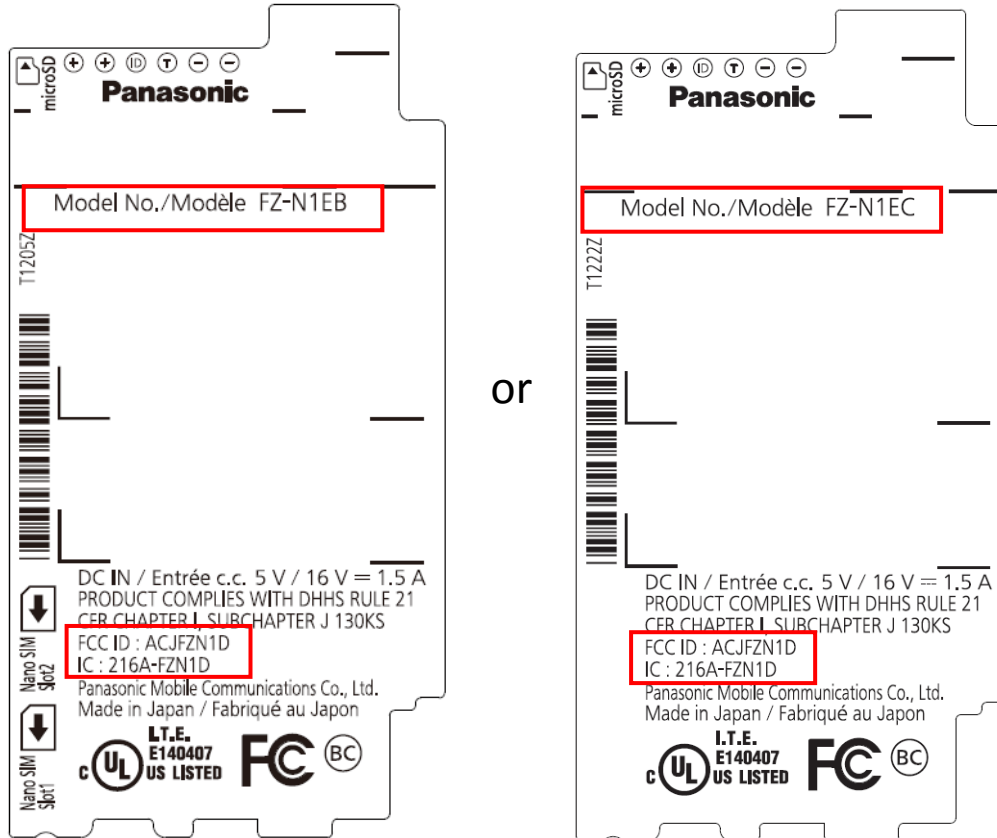 microSD
+ + ID T - -
Panasonic
Model No./Modèle FZ-N1EB
T1205Z
DC IN / Entrée c.c. 5 V / 16 V ⎓ 1.5 A
PRODUCT COMPLIES WITH DHHS RULE 21
CFR CHAPTER I, SUBCHAPTER J 130KS
FCC ID : ACJFZN1D
IC : 216A-FZN1D
Panasonic Mobile Communications Co., Ltd.
Made in Japan / Fabriqué au Japon
Nano SIM
Slot2
Nano SIM
Slot1
c UL
I.T.E.
E140407
US LISTED
FC
BC
or
microSD
+ + ID T - -
Panasonic
Model No./Modèle FZ-N1EC
T1222Z
DC IN / Entrée c.c. 5 V / 16 V ⎓ 1.5 A
PRODUCT COMPLIES WITH DHHS RULE 21
CFR CHAPTER I, SUBCHAPTER J 130KS
FCC ID : ACJFZN1D
IC : 216A-FZN1D
Panasonic Mobile Communications Co., Ltd.
Made in Japan / Fabriqué au Japon
c UL
I.T.E.
E140407
US LISTED
FC
BC